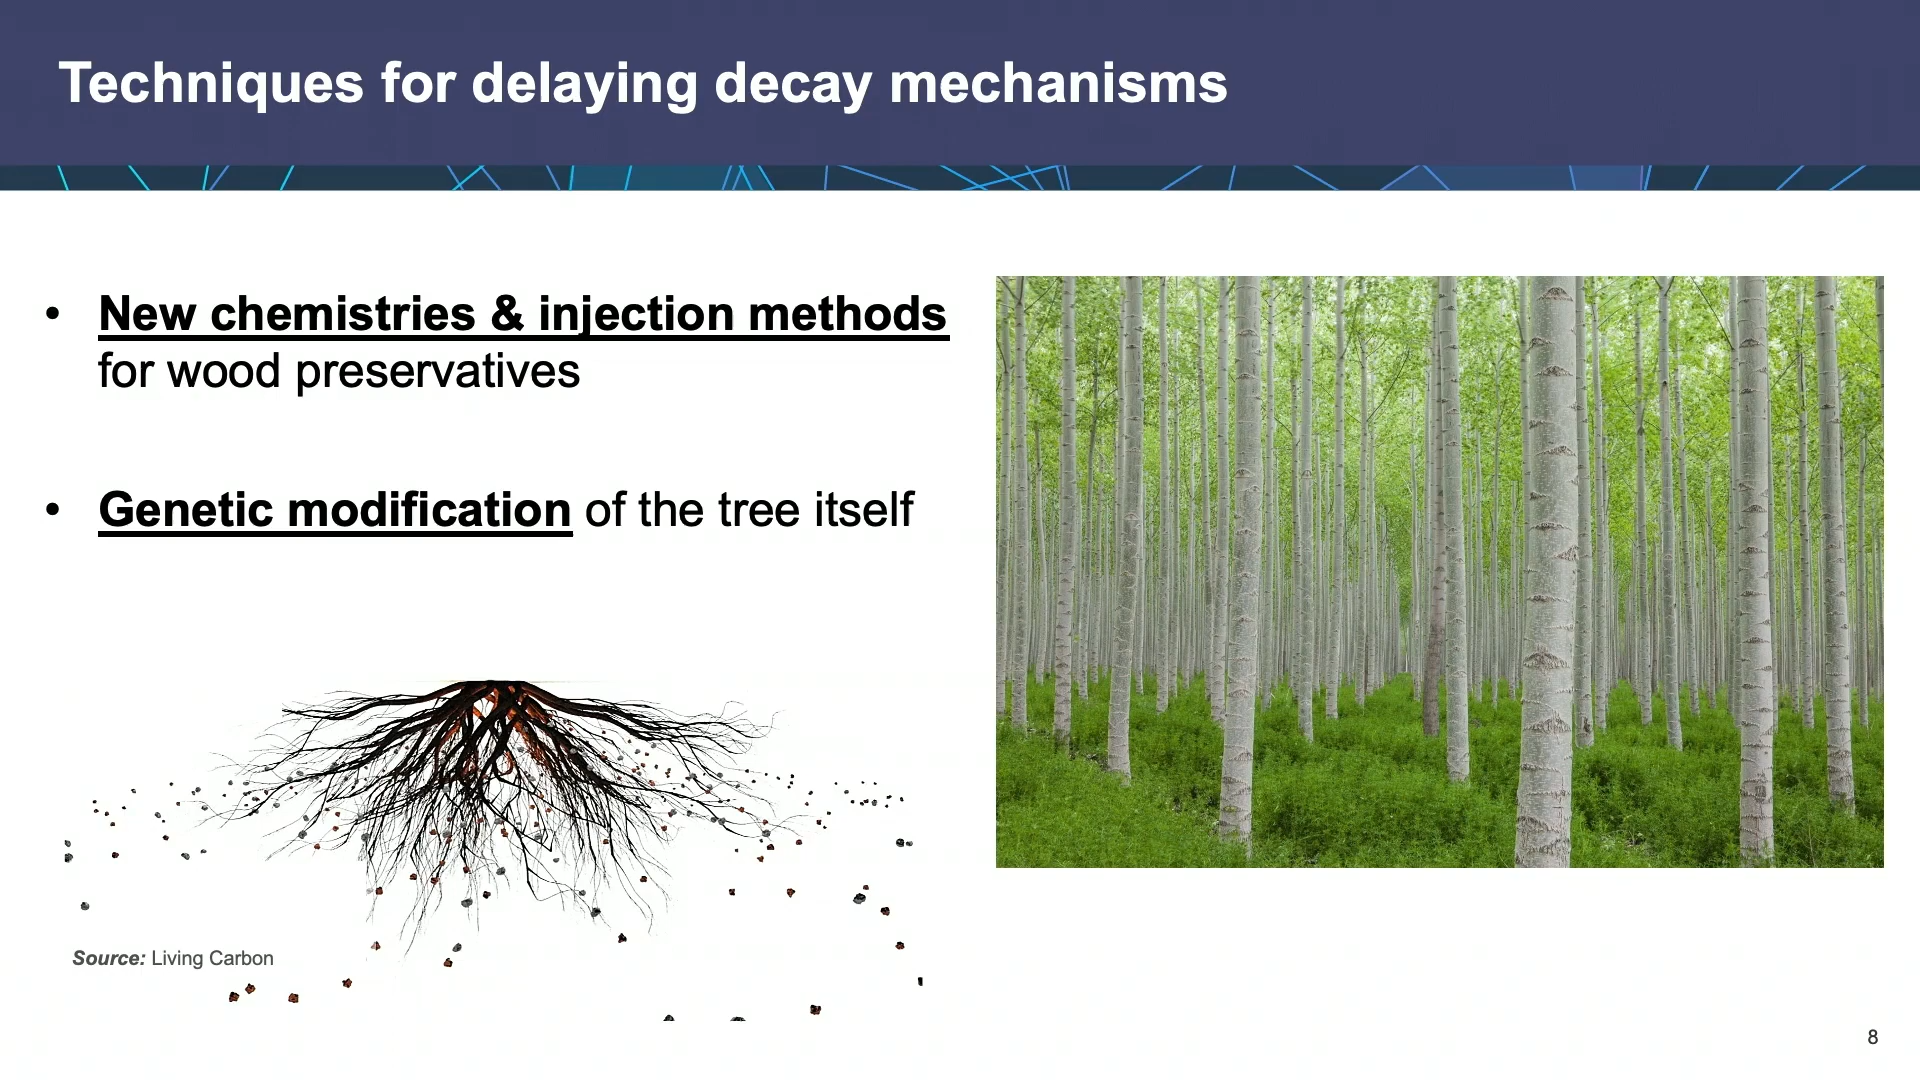 Techniques for delaying decay mechanisms
• New chemistries & injection methods
for wood preservatives
• Genetic modification of the tree itself
Source: Living Carbon
8